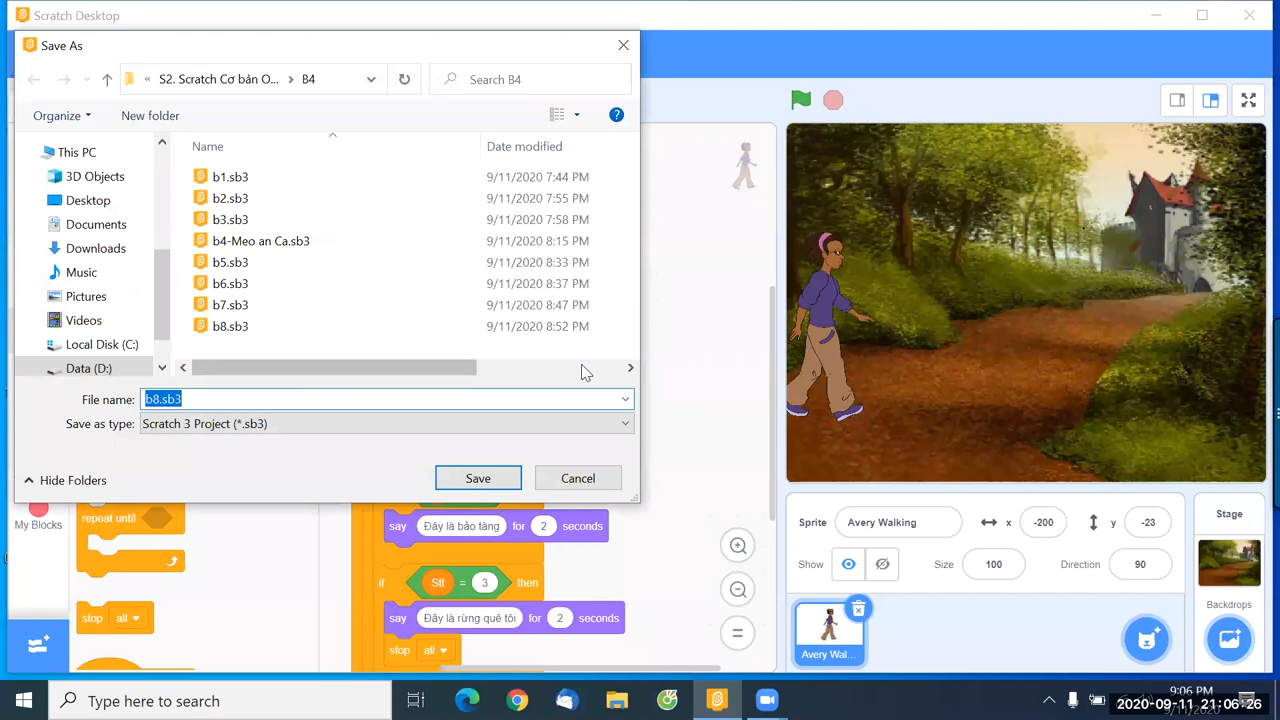 Scratch Desktop
Save As
« S2. Scratch Cơ bản O... > B4
Search B4
Organize
New folder
This PC
3D Objects
Desktop
Documents
Downloads
Music
Pictures
Videos
Local Disk (C:)
Data (D:)
Name Date modified
b1.sb3 9/11/2020 7:44 PM
b2.sb3 9/11/2020 7:55 PM
b3.sb3 9/11/2020 7:58 PM
b4-Meo an Ca.sb3 9/11/2020 8:15 PM
b5.sb3 9/11/2020 8:33 PM
b6.sb3 9/11/2020 8:37 PM
b7.sb3 9/11/2020 8:47 PM
b8.sb3 9/11/2020 8:52 PM
File name: b8.sb3
Save as type: Scratch 3 Project (*.sb3)
Hide Folders
Save
Cancel
My Blocks
repeat until
stop all
say Đây là bảo tàng for 2 seconds
if Stt = 3 then
say Đây là rừng quê tôi for 2 seconds
stop all
Sprite Avery Walking x -200 y -23
Show Size 100 Direction 90
Avery Wal...
Stage
Backdrops
Type here to search
9:06 PM
2020-09-11 21:06:26